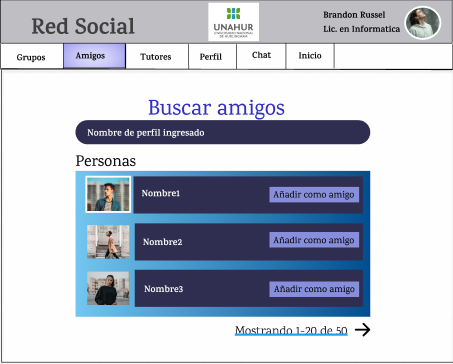 Red Social
UNAHUR
UNIVERSIDAD NACIONAL
DE HURLINGHAM
Brandon Russel
Lic. en Informatica
Grupos
Amigos
Tutores
Perfil
Chat
Inicio
Buscar amigos
Nombre de perfil ingresado
Personas
Nombre1
Añadir como amigo
Nombre2
Añadir como amigo
Nombre3
Añadir como amigo
Mostrando 1-20 de 50